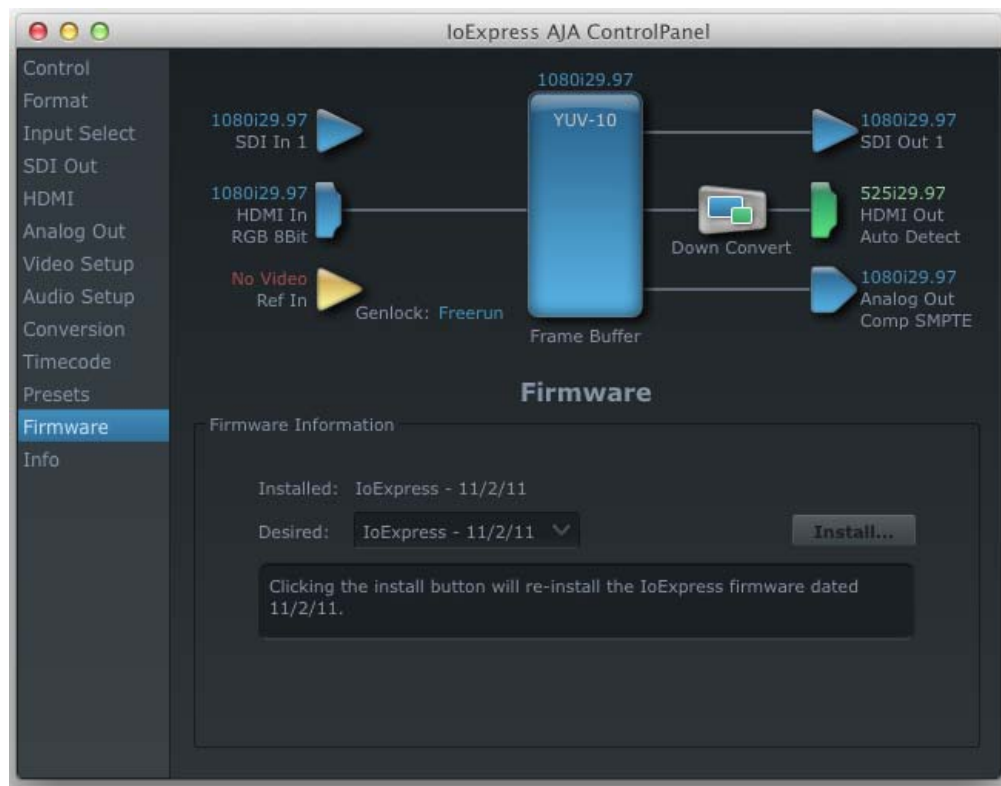 IoExpress AJA ControlPanel
Control
Format
Input Select
SDI Out
HDMI
Analog Out
Video Setup
Audio Setup
Conversion
Timecode
Presets
Firmware
Info
1080i29.97
YUV-10
Frame Buffer
1080i29.97
SDI In 1
1080i29.97
HDMI In
RGB 8Bit
No Video
Ref In
Genlock: Freerun
Down Convert
1080i29.97
SDI Out 1
525i29.97
HDMI Out
Auto Detect
1080i29.97
Analog Out
Comp SMPTE
Firmware
Firmware Information
Installed: IoExpress - 11/2/11
Desired: IoExpress - 11/2/11
Install...
Clicking the install button will re-install the IoExpress firmware dated
11/2/11.